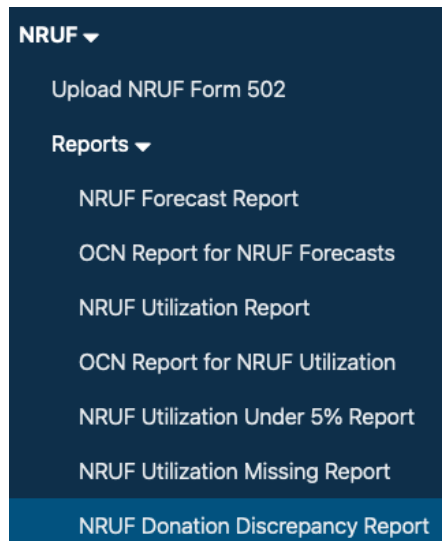 NRUF
Upload NRUF Form 502
Reports
NRUF Forecast Report
OCN Report for NRUF Forecasts
NRUF Utilization Report
OCN Report for NRUF Utilization
NRUF Utilization Under 5% Report
NRUF Utilization Missing Report
NRUF Donation Discrepancy Report